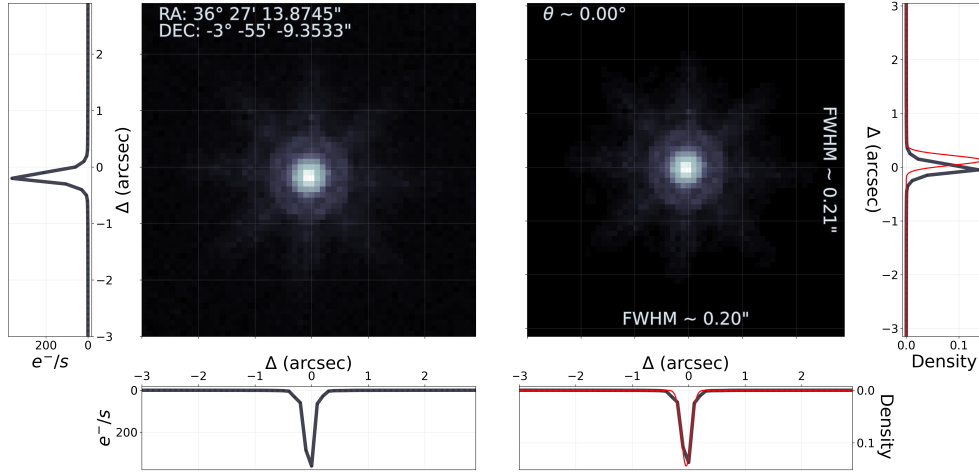 RA: 36° 27' 13.8745"
DEC: -3° -55' -9.3533"
θ ~ 0.00°
FWHM ~ 0.21"
FWHM ~ 0.20"
2
1
0
−1
−2
−3
Δ (arcsec)
200 0
e⁻/s
3
2
1
0
−1
−2
−3
Δ (arcsec)
0.0 0.1
Density
Δ (arcsec)
−3 −2 −1 0 1 2
0
200
e⁻/s
Δ (arcsec)
−3 −2 −1 0 1 2
0.0
0.1
Density